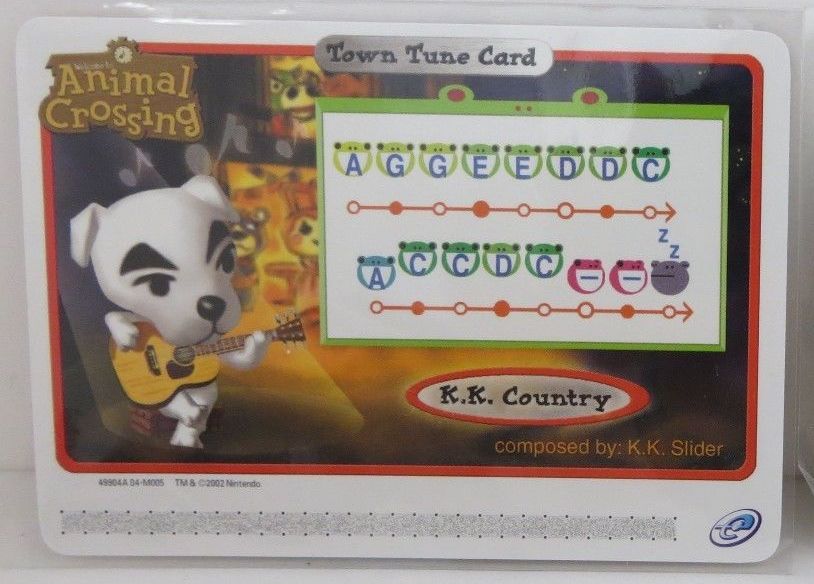 Town Tune Card
Welcome to
Animal
Crossing
A G G E E D D C
z
z
A C C D C – –
K.K. Country
composed by: K.K. Slider
49904A 04-M005 TM & ©2002 Nintendo.
e